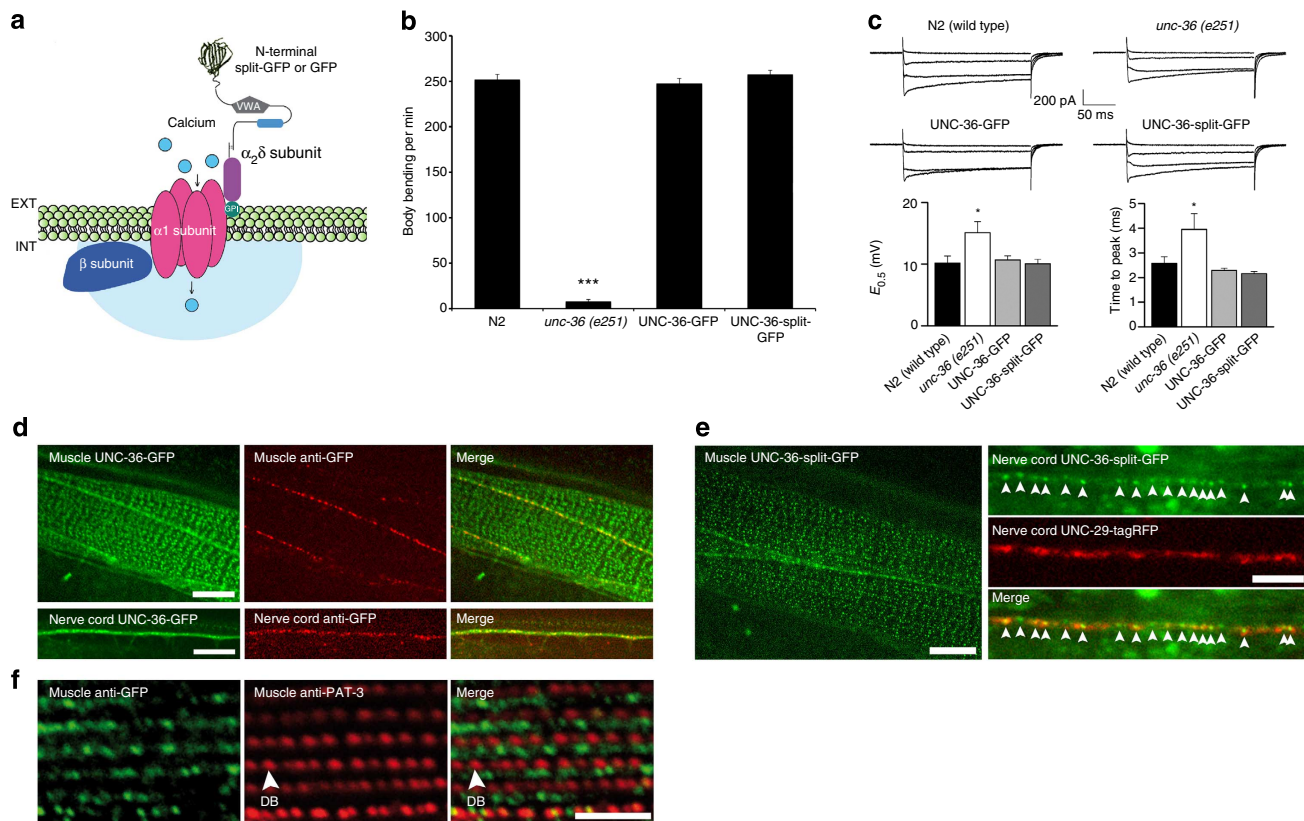 a
N-terminal
split-GFP or GFP
VWA
Calcium
α2δ subunit
EXT
GPI
α1 subunit
INT
β subunit
b
Body bending per min
300
250
200
150
100
50
0
***
N2
unc-36 (e251)
UNC-36-GFP
UNC-36-split-
GFP
c
N2 (wild type)
unc-36 (e251)
200 pA
50 ms
UNC-36-GFP
UNC-36-split-GFP
E0.5 (mV)
20
10
0
*
N2 (wild type)
unc-36 (e251)
UNC-36-GFP
UNC-36-split-GFP
Time to peak (ms)
5
4
3
2
1
0
*
N2 (wild type)
unc-36 (e251)
UNC-36-GFP
UNC-36-split-GFP
d
Muscle UNC-36-GFP
Muscle anti-GFP
Merge
Nerve cord UNC-36-GFP
Nerve cord anti-GFP
Merge
e
Muscle UNC-36-split-GFP
Nerve cord UNC-36-split-GFP
Nerve cord UNC-29-tagRFP
Merge
f
Muscle anti-GFP
Muscle anti-PAT-3
DB
Merge
DB